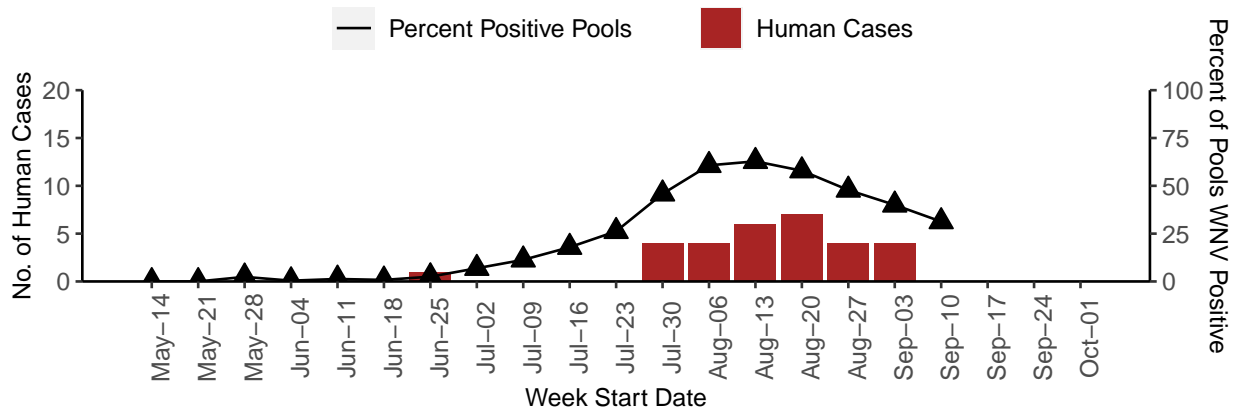 Percent Positive Pools
Human Cases
No. of Human Cases
20
15
10
5
0
Percent of Pools WNV Positive
100
75
50
25
0
May–14
May–21
May–28
Jun–04
Jun–11
Jun–18
Jun–25
Jul–02
Jul–09
Jul–16
Jul–23
Jul–30
Aug–06
Aug–13
Aug–20
Aug–27
Sep–03
Sep–10
Sep–17
Sep–24
Oct–01
Week Start Date